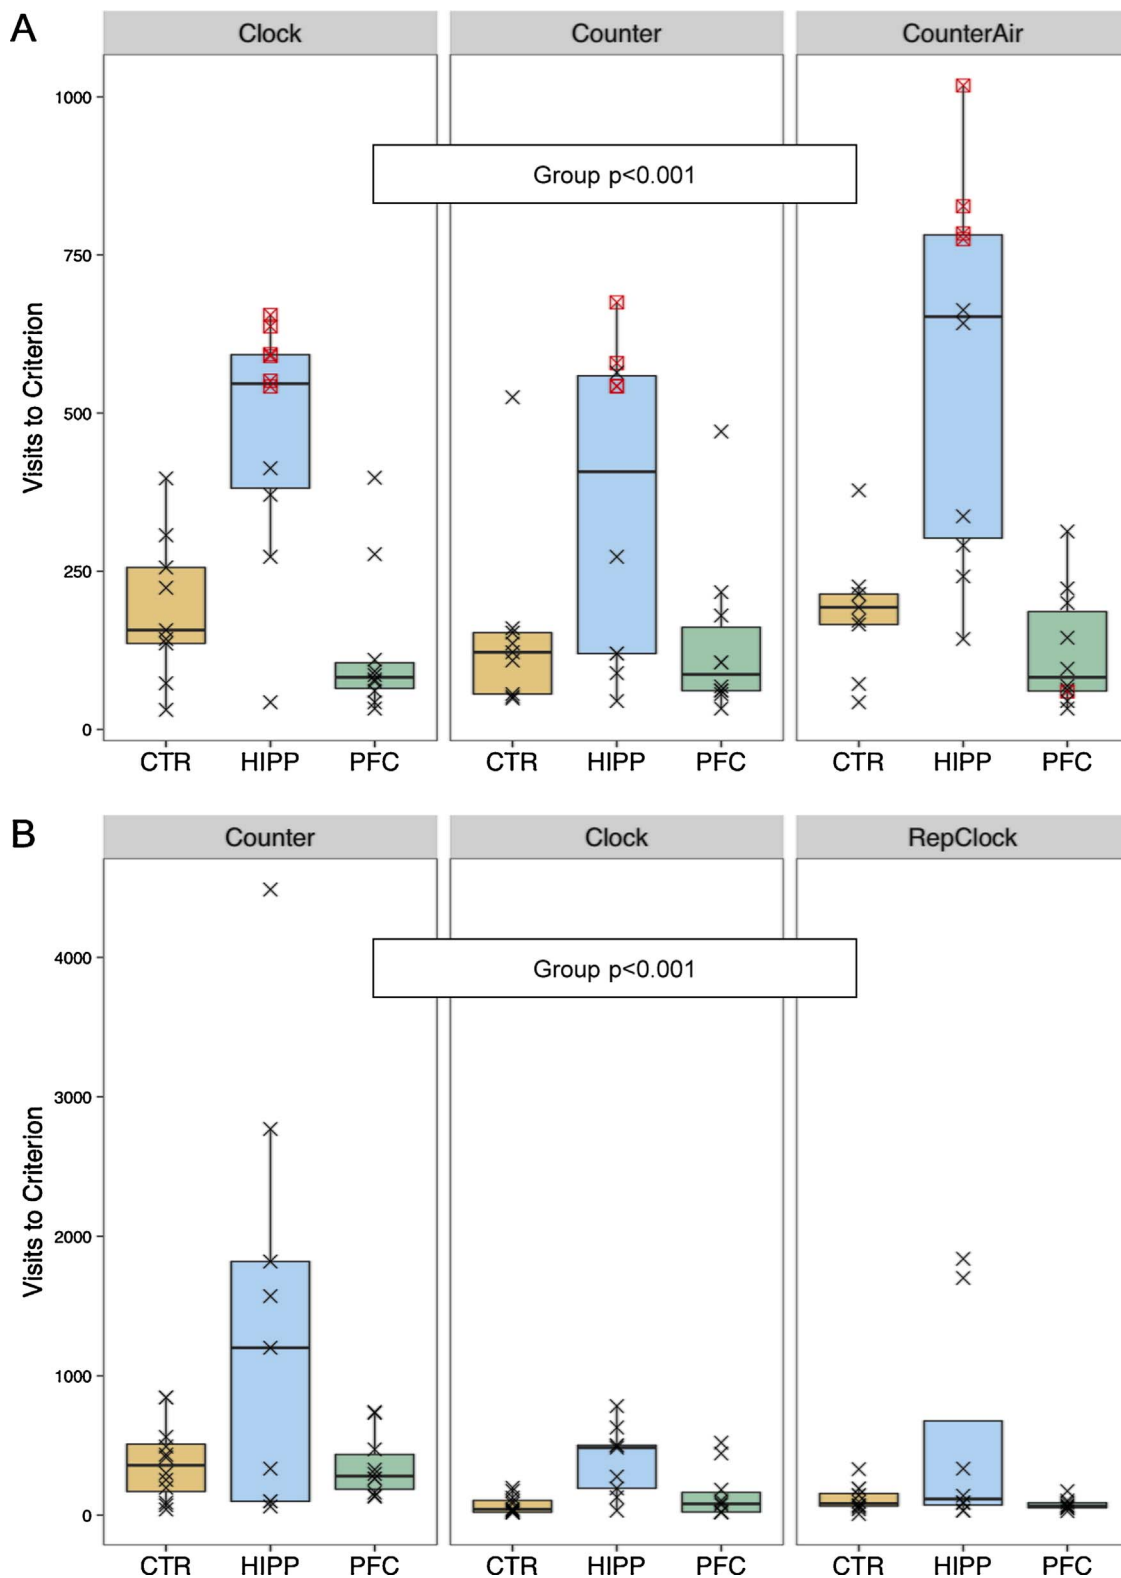 A
Clock Counter CounterAir
1000
Group p<0.001
750
Visits to Criterion
500
250
0
CTR HIPP PFC CTR HIPP PFC CTR HIPP PFC
B
Counter Clock RepClock
4000
Group p<0.001
3000
Visits to Criterion
2000
1000
0
CTR HIPP PFC CTR HIPP PFC CTR HIPP PFC